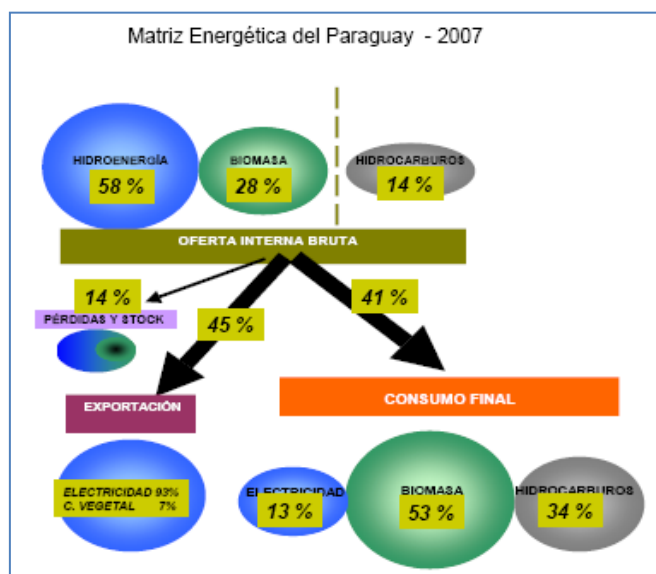 Matriz Energética del Paraguay - 2007
HIDROENERGÍA
58 %
BIOMASA
28 %
HIDROCARBUROS
14 %
OFERTA INTERNA BRUTA
14 %
PÉRDIDAS Y STOCK
45 %
41 %
EXPORTACIÓN
CONSUMO FINAL
ELECTRICIDAD 93%
C. VEGETAL 7%
ELECTRICIDAD
13 %
BIOMASA
53 %
HIDROCARBUROS
34 %